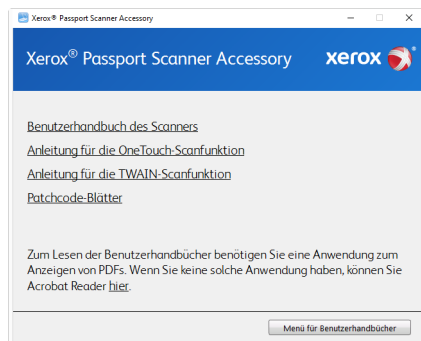 Xerox® Passport Scanner Accessory
Xerox® Passport Scanner Accessory xerox
Benutzerhandbuch des Scanners
Anleitung für die OneTouch-Scanfunktion
Anleitung für die TWAIN-Scanfunktion
Patchcode-Blätter
Zum Lesen der Benutzerhandbücher benötigen Sie eine Anwendung zum
Anzeigen von PDFs. Wenn Sie keine solche Anwendung haben, können Sie
Acrobat Reader hier.
Menü für Benutzerhandbücher